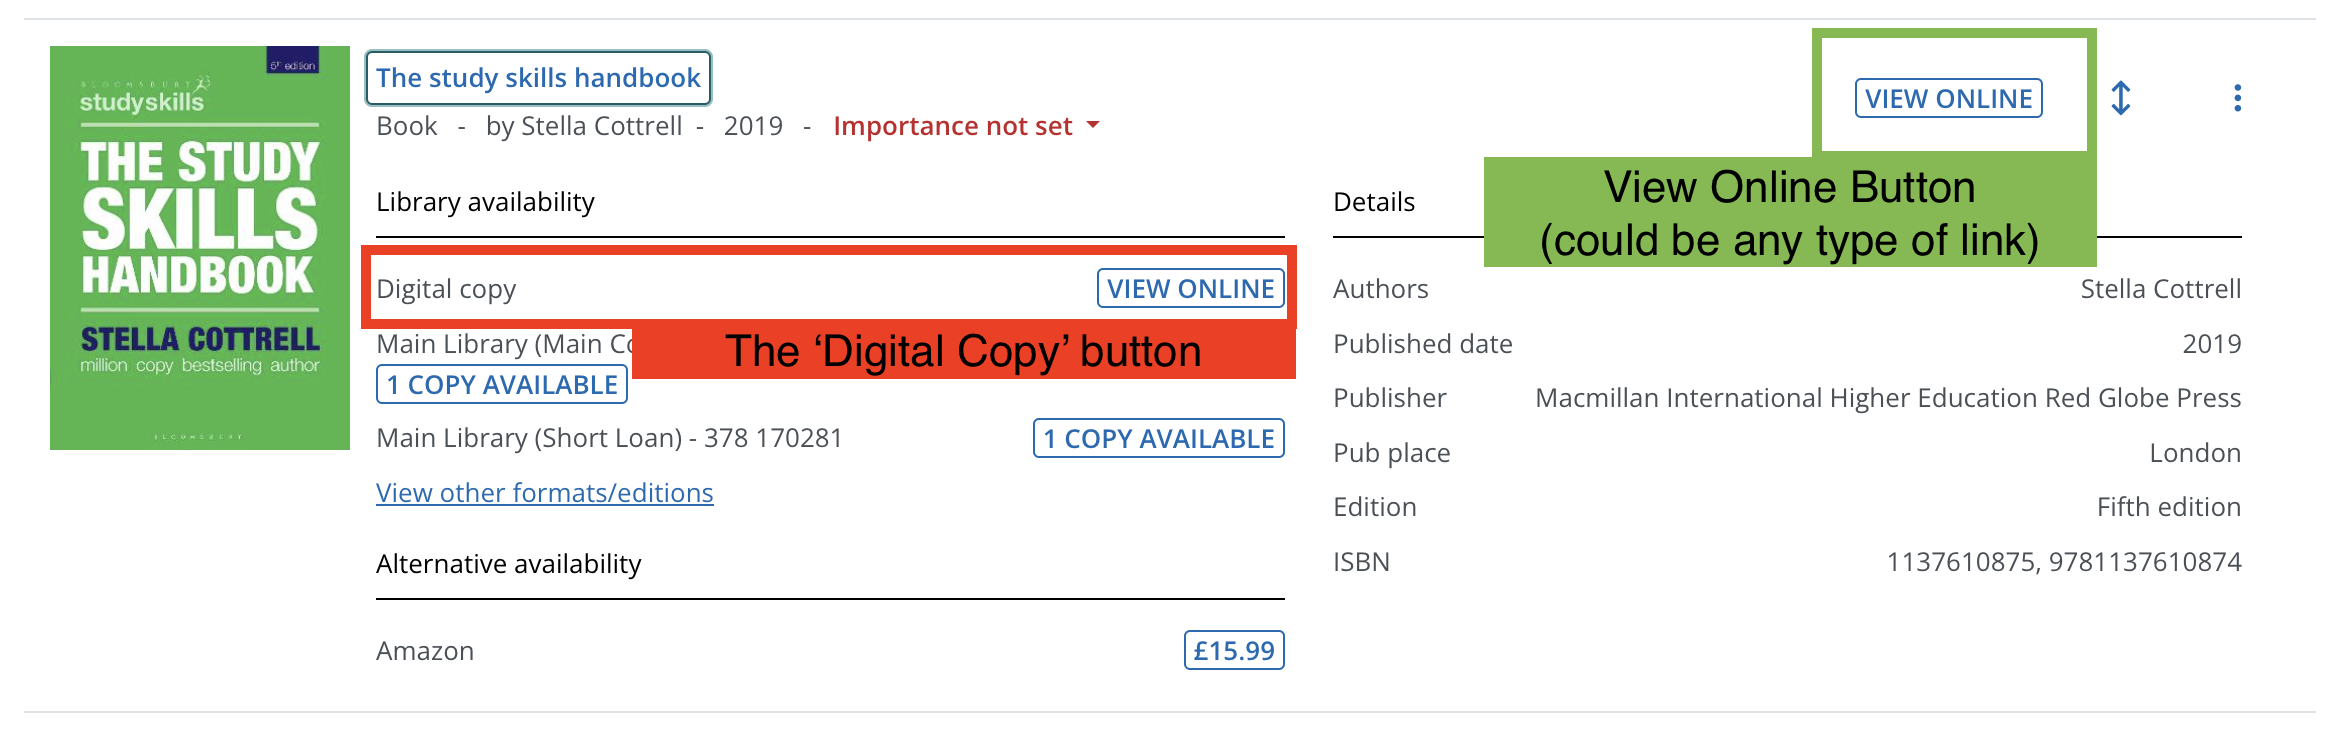 5th edition
BLOOMSBURY
studyskills
THE STUDY
SKILLS
HANDBOOK
STELLA COTTRELL
million copy bestselling author
BLOOMSBURY
The study skills handbook
Book - by Stella Cottrell - 2019 - Importance not set
VIEW ONLINE
View Online Button
(could be any type of link)
Library availability
Digital copy VIEW ONLINE
The ‘Digital Copy’ button
Main Library (Main
1 COPY AVAILABLE
Main Library (Short Loan) - 378 170281 1 COPY AVAILABLE
View other formats/editions
Alternative availability
Amazon £15.99
Details
Authors Stella Cottrell
Published date 2019
Publisher Macmillan International Higher Education Red Globe Press
Pub place London
Edition Fifth edition
ISBN 1137610875, 9781137610874